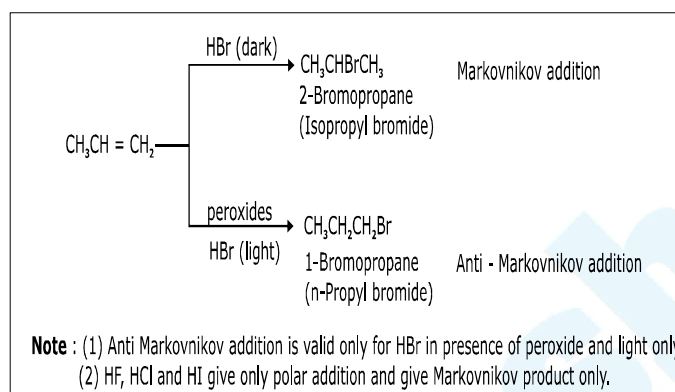 HBr (dark)
CH₃CHBrCH₃ Markovnikov addition
2-Bromopropane
(Isopropyl bromide)
CH₃CH = CH₂
peroxides
CH₃CH₂CH₂Br
HBr (light)
1-Bromopropane Anti - Markovnikov addition
(n-Propyl bromide)
Note : (1) Anti Markovnikov addition is valid only for HBr in presence of peroxide and light only
(2) HF, HCl and HI give only polar addition and give Markovnikov product only.